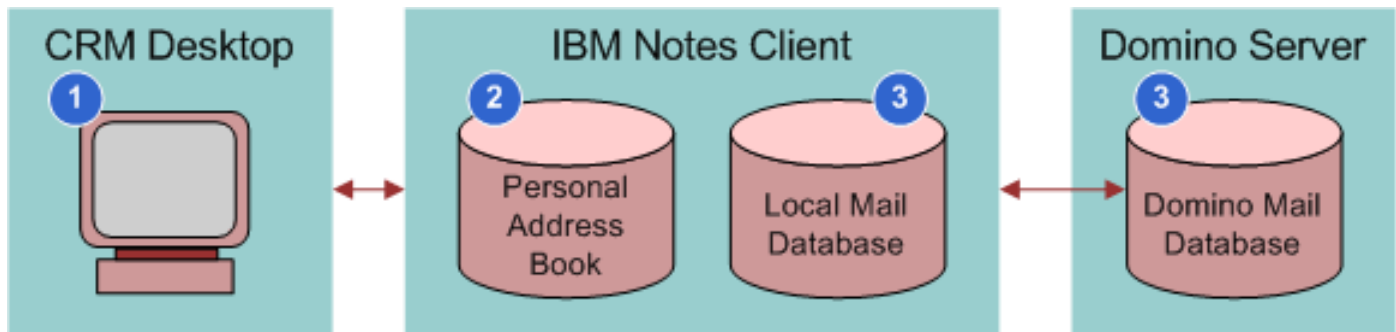 CRM Desktop
1
IBM Notes Client
2
Personal
Address
Book
3
Local Mail
Database
Domino Server
3
Domino Mail
Database